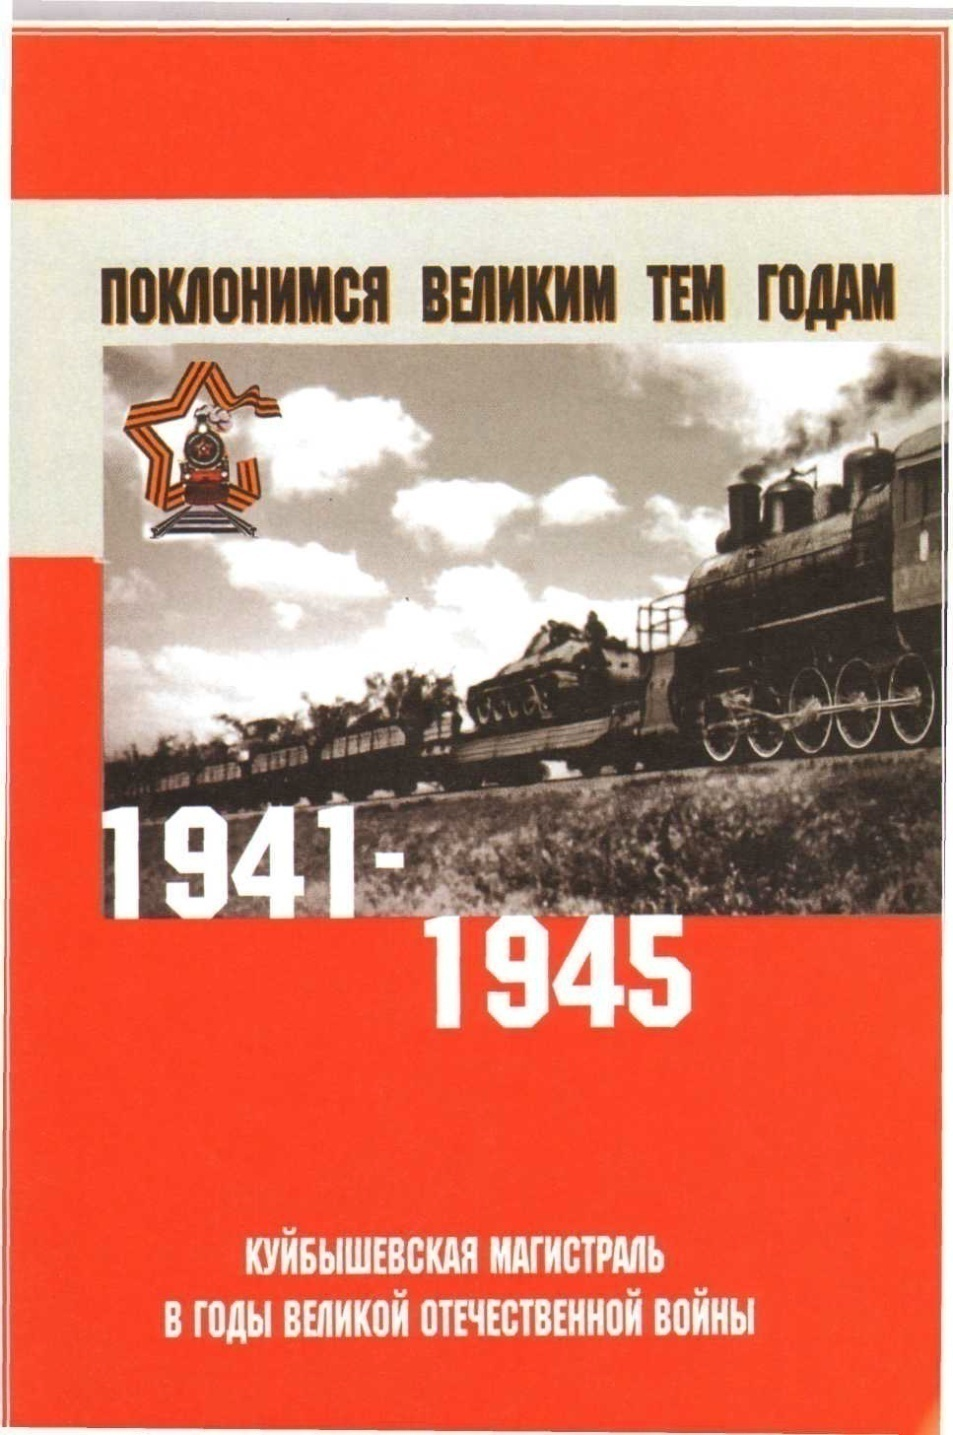 ПОКЛОНИМСЯ ВЕЛИКИМ ТЕМ ГОДАМ
1941-
1945
КУЙБЫШЕВСКАЯ МАГИСТРАЛЬ
В ГОДЫ ВЕЛИКОЙ ОТЕЧЕСТВЕННОЙ ВОЙНЫ